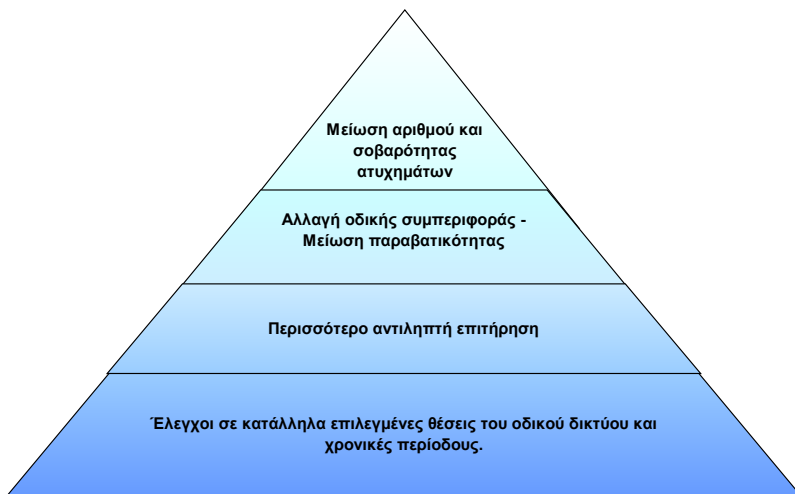 Μείωση αριθμού και
σοβαρότητας
ατυχημάτων
Αλλαγή οδικής συμπεριφοράς -
Μείωση παραβατικότητας
Περισσότερο αντιληπτή επιτήρηση
Έλεγχοι σε κατάλληλα επιλεγμένες θέσεις του οδικού δικτύου και
χρονικές περίοδους.